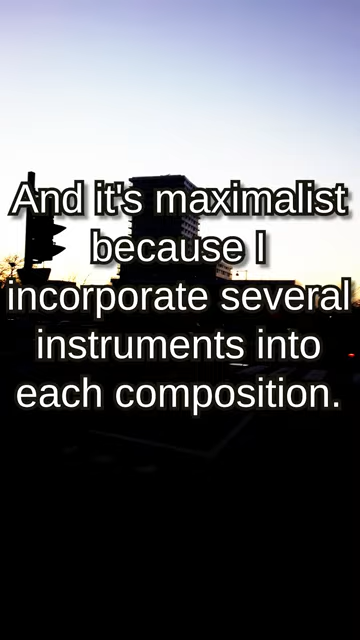 And it's maximalist
because I
incorporate several
instruments into
each composition.